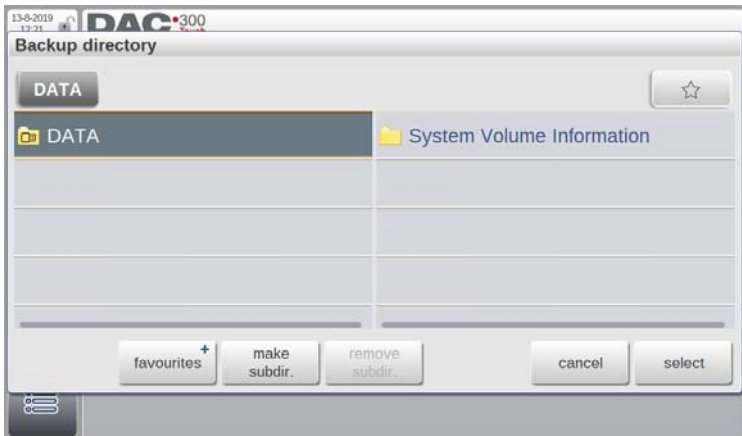 13-8-2019
12:21
DAC•300
Touch
Backup directory
DATA
DATA
System Volume Information
favourites+
make
subdir.
remove
subdir.
cancel
select